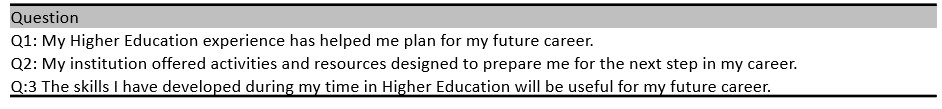 Question
Q1: My Higher Education experience has helped me plan for my future career.
Q2: My institution offered activities and resources designed to prepare me for the next step in my career.
Q:3 The skills I have developed during my time in Higher Education will be useful for my future career.